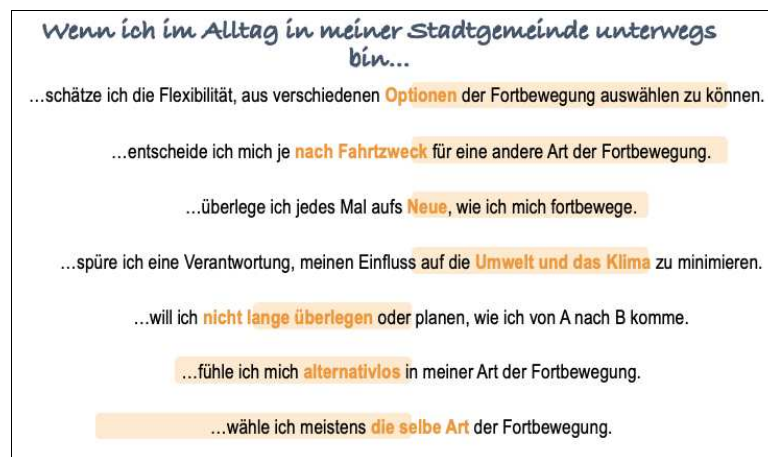 Wenn ich im Alltag in meiner Stadtgemeinde unterwegs
bin...
...schätze ich die Flexibilität, aus verschiedenen Optionen der Fortbewegung auswählen zu können.
...entscheide ich mich je nach Fahrtzweck für eine andere Art der Fortbewegung.
...überlege ich jedes Mal aufs Neue, wie ich mich fortbewege.
...spüre ich eine Verantwortung, meinen Einfluss auf die Umwelt und das Klima zu minimieren.
...will ich nicht lange überlegen oder planen, wie ich von A nach B komme.
...fühle ich mich alternativlos in meiner Art der Fortbewegung.
...wähle ich meistens die selbe Art der Fortbewegung.